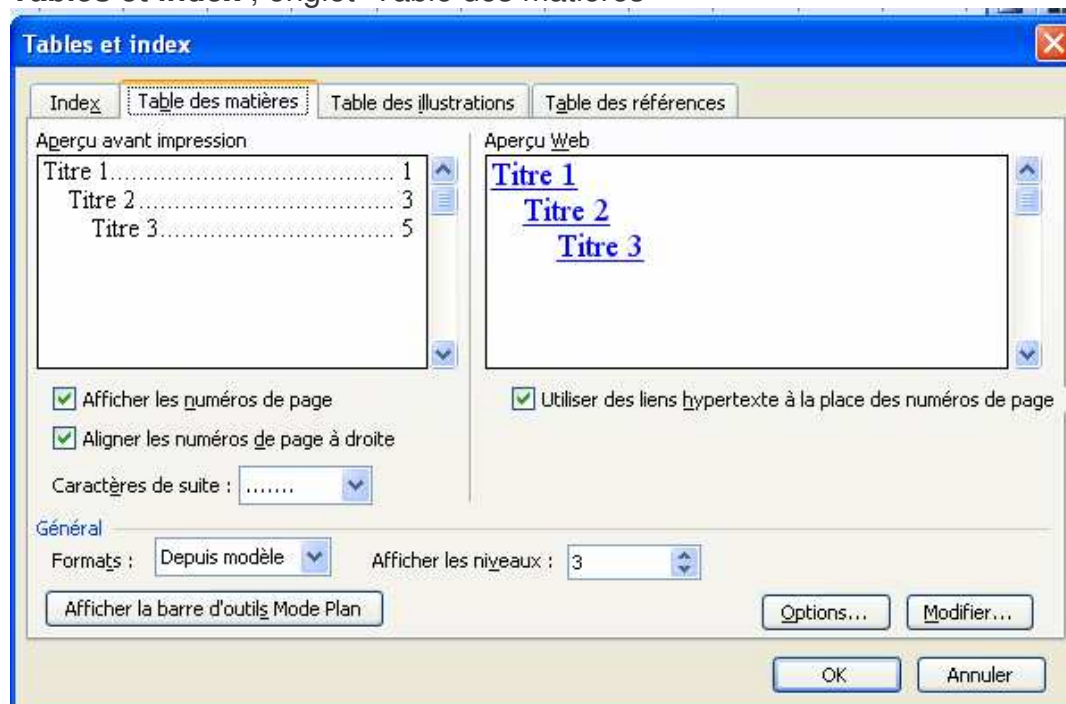 Tables et index , onglet "Table des matières"
Tables et index
Index
Table des matières
Table des illustrations
Table des références
Aperçu avant impression
Titre 1.................................... 1
Titre 2................................. 3
Titre 3.............................. 5
Aperçu Web
Titre 1
Titre 2
Titre 3
Afficher les numéros de page
Aligner les numéros de page à droite
Caractères de suite : .......
Utiliser des liens hypertexte à la place des numéros de page
Général
Formats : Depuis modèle
Afficher les niveaux : 3
Afficher la barre d'outils Mode Plan
Options...
Modifier...
OK
Annuler